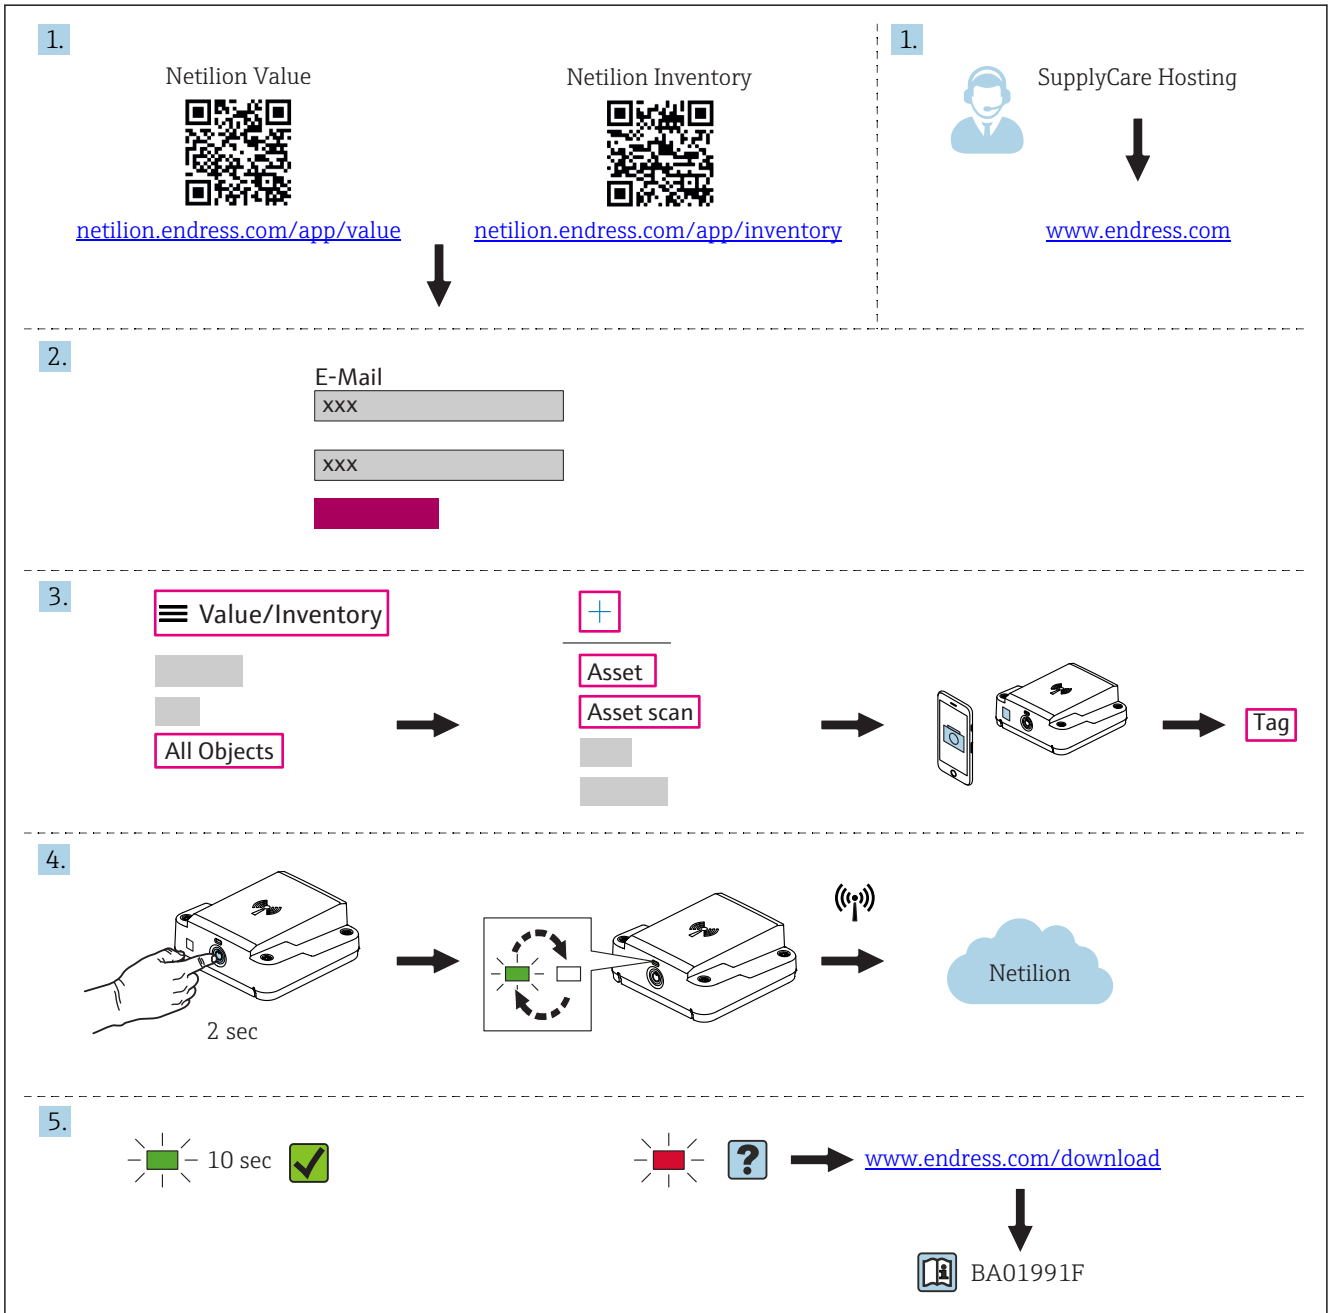 1.
Netilion Value
Netilion Inventory
netilion.endress.com/app/value
netilion.endress.com/app/inventory
1.
SupplyCare Hosting
www.endress.com
2.
E-Mail
xxx
xxx
3.
Value/Inventory
All Objects
+
Asset
Asset scan
Tag
4.
2 sec
Netilion
5.
10 sec
?
www.endress.com/download
i
BA01991F